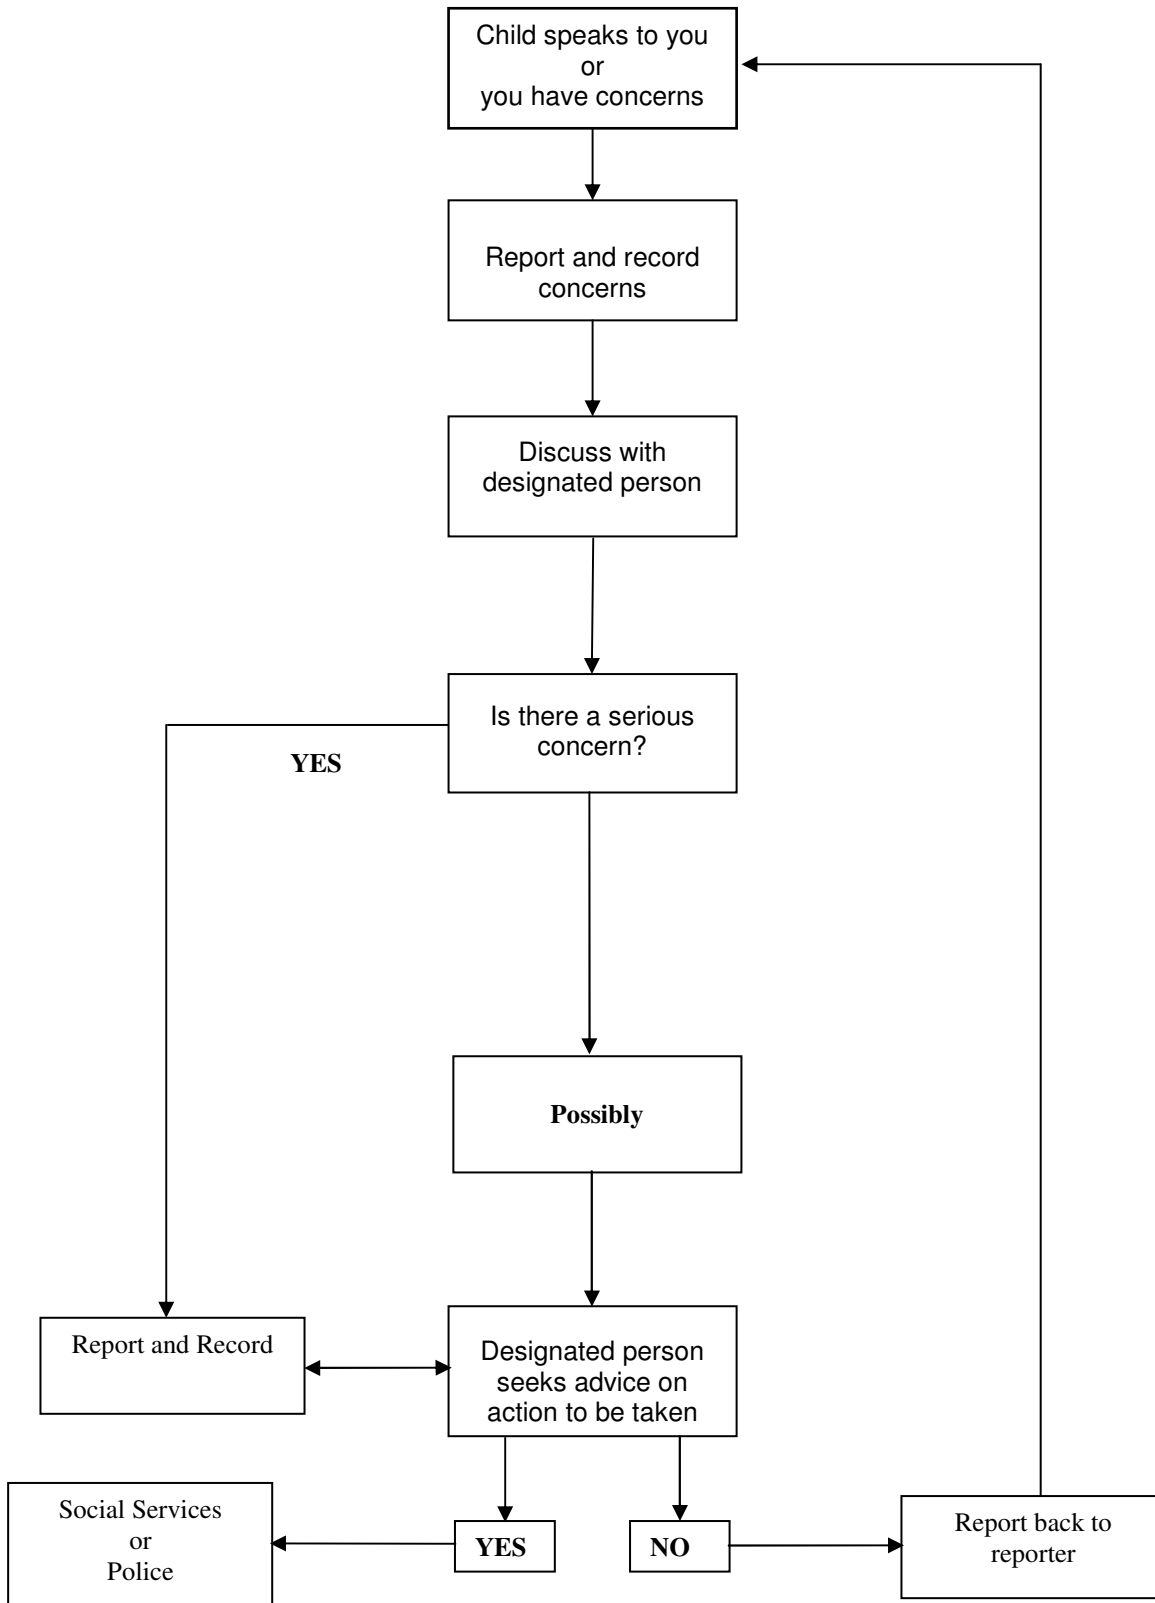 Child speaks to you
or
you have concerns
Report and record
concerns
Discuss with
designated person
Is there a serious
concern?
YES
Possibly
Report and Record
Designated person
seeks advice on
action to be taken
Social Services
or
Police
YES
NO
Report back to
reporter